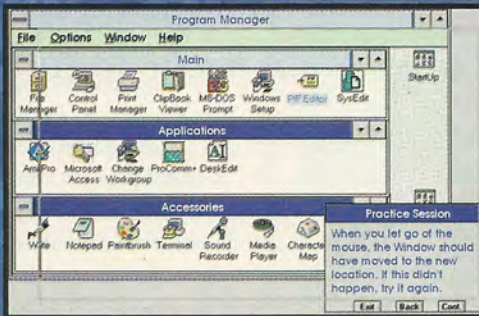 Program Manager
File Options Window Help
Main
File Manager
Control Panel
Print Manager
ClipBook Viewer
MS-DOS Prompt
Windows Setup
PIF Editor
SysEdit
StartUp
Applications
AmiPro
Microsoft Access
Change Workgroup
ProComm+
DeskEdit
Accessories
Write
Notepad
Paintbrush
Terminal
Sound Recorder
Media Player
Character Map
Practice Session
When you let go of the
mouse, the Window should
have moved to the new
location. If this didn't
happen, try it again.
Exit Back Cont